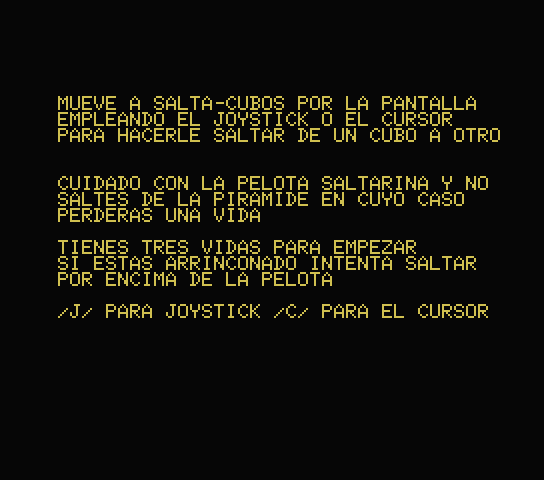 MUEVE A SALTA-CUBOS POR LA PANTALLA
EMPLEANDO EL JOYSTICK O EL CURSOR
PARA HACERLE SALTAR DE UN CUBO A OTRO
CUIDADO CON LA PELOTA SALTARINA Y NO
SALTES DE LA PIRAMIDE EN CUYO CASO
PERDERAS UNA VIDA
TIENES TRES VIDAS PARA EMPEZAR
SI ESTAS ARRINCONADO INTENTA SALTAR
POR ENCIMA DE LA PELOTA
/J/ PARA JOYSTICK /C/ PARA EL CURSOR